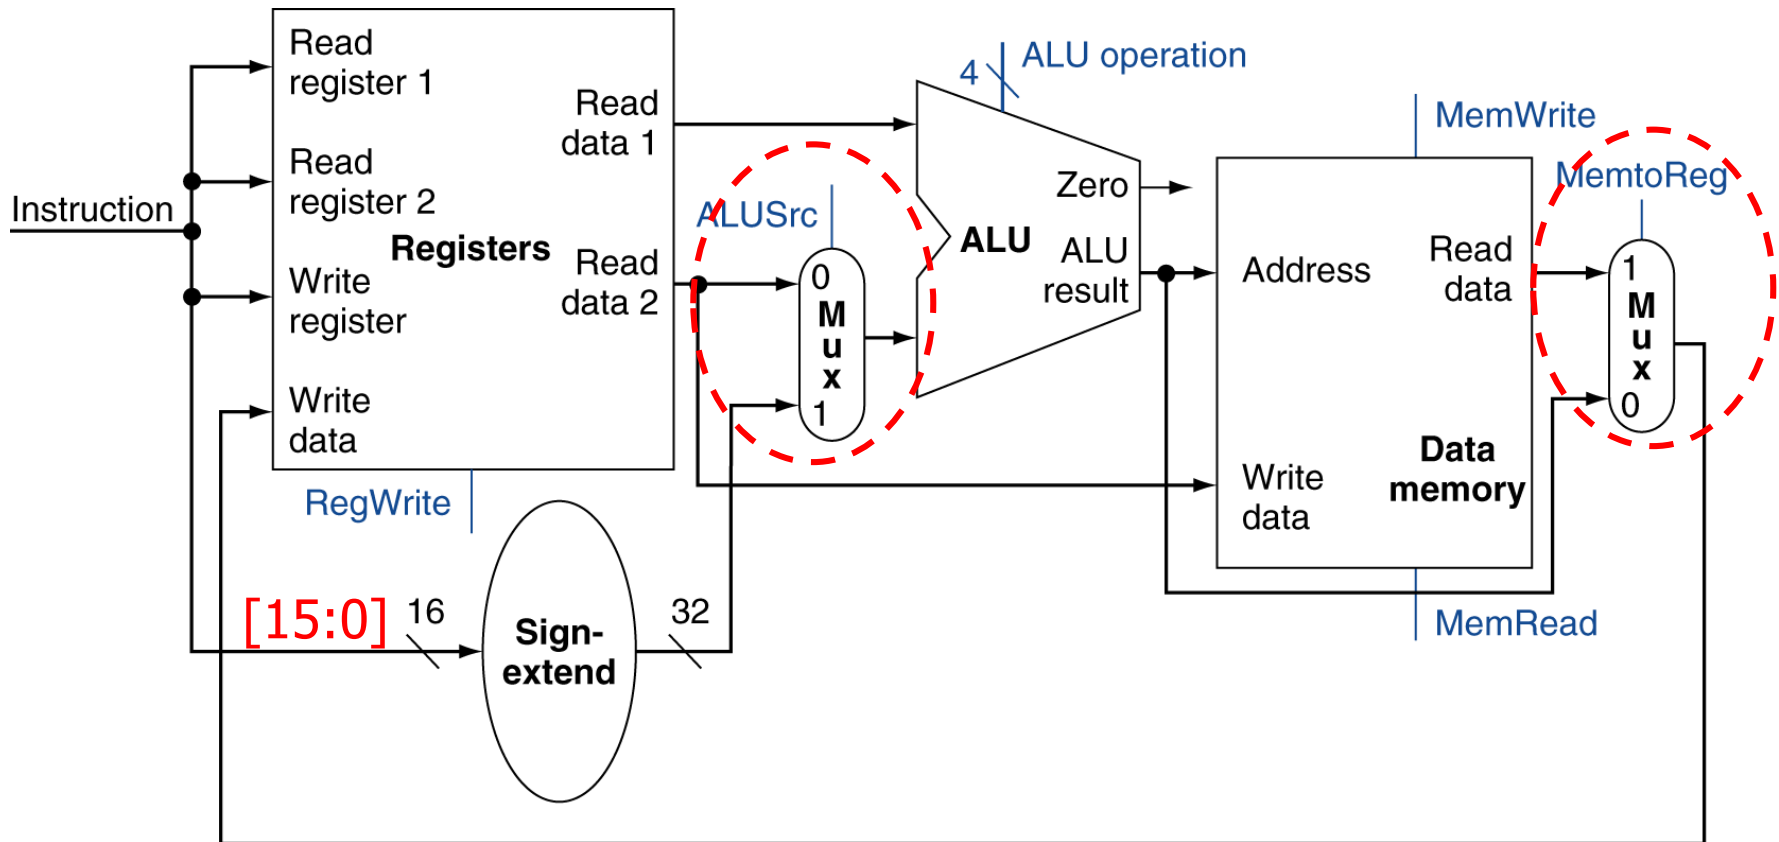 Instruction
Read
register 1
Read
register 2
Registers
Write
register
Write
data
Read
data 1
Read
data 2
RegWrite
[15:0]
16
Sign-
extend
32
ALUSrc
0
M
u
x
1
4
ALU operation
Zero
ALU
ALU
result
MemWrite
Address
Read
data
Write
data
Data
memory
MemRead
MemtoReg
1
M
u
x
0